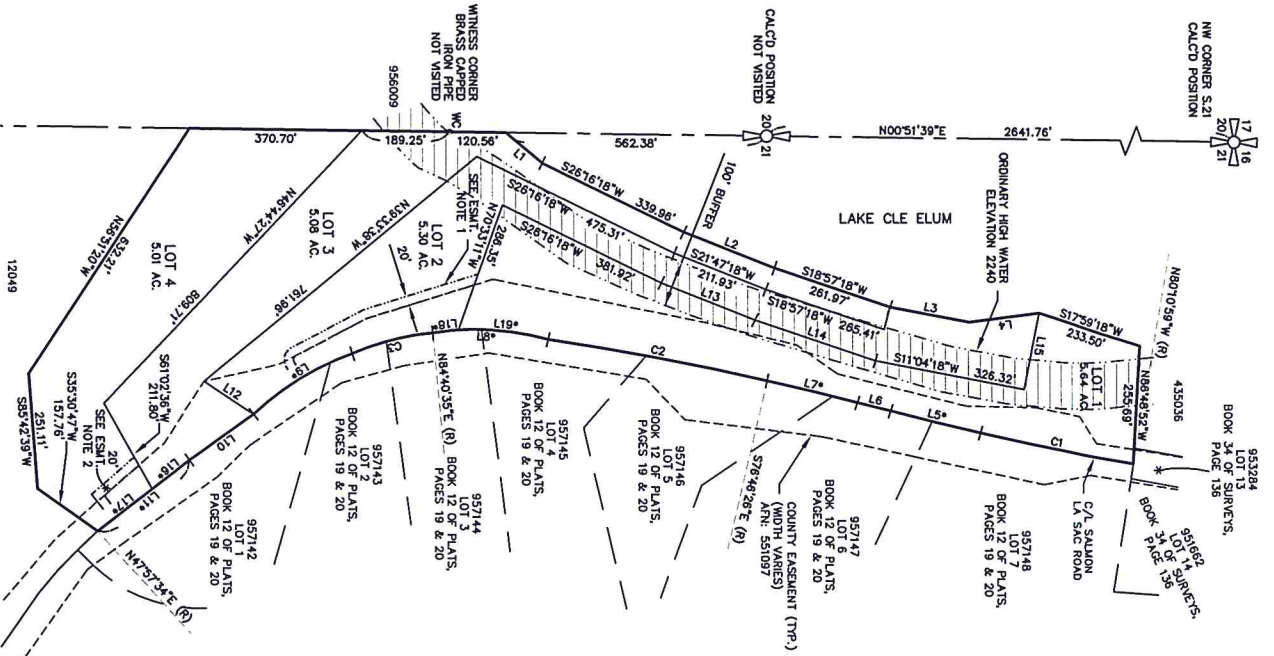 NW CORNER S.21
CALC'D POSITION
17
16
20
21
N80°10'59"W (R)
435036
953284
LOT 13
BOOK 34 OF SURVEYS,
PAGE 136
951662
LOT 14
BOOK 34 OF SURVEYS,
PAGE 136
N86°48'52"W
255.69'
LOT 1
5.64 AC.
S17°59'18"W
233.50'
L4
L15
L3
C1
C/L SALMON
LA SAC ROAD
N00°51'39"E
2641.76'
ORDINARY HIGH WATER
ELEVATION 2240
LAKE CLE ELUM
S11°04'18"W
326.32'
L5*
L6
L7*
957148
LOT 7
BOOK 12 OF PLATS,
PAGES 19 & 20
CALC'D POSITION
NOT VISITED
20
21
S18°57'18"W
261.97'
S18°57'18"W
265.41'
L14
L2
S21°47'18"W
211.93'
L13
100' BUFFER
957147
LOT 6
BOOK 12 OF PLATS,
PAGES 19 & 20
COUNTY EASEMENT (TYP.)
(WIDTH VARIES)
AFN: 551097
S76°46'26"E (R)
562.38'
S26°16'18"W
339.96'
S26°16'18"W
475.31'
S26°16'18"W
381.92'
C2
957146
LOT 5
BOOK 12 OF PLATS,
PAGES 19 & 20
L1
WITNESS CORNER
BRASS CAPPED
IRON PIPE
NOT VISITED
WC
120.56'
189.25'
956009
SEE ESMT.
NOTE 1
N70°33'11"W
286.35'
L19*
L8*
L18*
957145
LOT 4
BOOK 12 OF PLATS,
PAGES 19 & 20
N84°40'35"E (R)
957144
LOT 3
BOOK 12 OF PLATS,
PAGES 19 & 20
N39°33'38"W
761.96'
LOT 2
5.30 AC.
20'
C3
L9*
957143
LOT 2
BOOK 12 OF PLATS,
PAGES 19 & 20
370.70'
N46°44'27"W
809.71'
LOT 3
5.08 AC.
L12
L10
957142
LOT 1
BOOK 12 OF PLATS,
PAGES 19 & 20
N56°51'20"W
632.21'
LOT 4
5.01 AC.
S61°02'36"W
211.80'
L16*
L11*
L17*
20'
SEE ESMT.
NOTE 2
S35°30'47"W
157.76'
S85°42'39"W
251.11'
N47°57'34"E (R)
12049